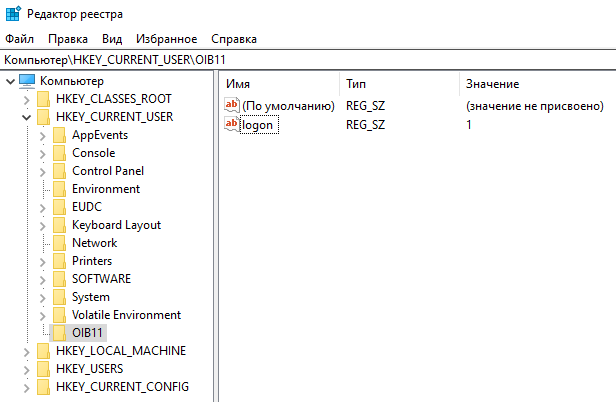 Редактор реестра
Файл Правка Вид Избранное Справка
Компьютер\HKEY_CURRENT_USER\OIB11
Компьютер
HKEY_CLASSES_ROOT
HKEY_CURRENT_USER
AppEvents
Console
Control Panel
Environment
EUDC
Keyboard Layout
Network
Printers
SOFTWARE
System
Volatile Environment
OIB11
HKEY_LOCAL_MACHINE
HKEY_USERS
HKEY_CURRENT_CONFIG
Имя Тип Значение
ab (По умолчанию) REG_SZ (значение не присвоено)
ab logon REG_SZ 1